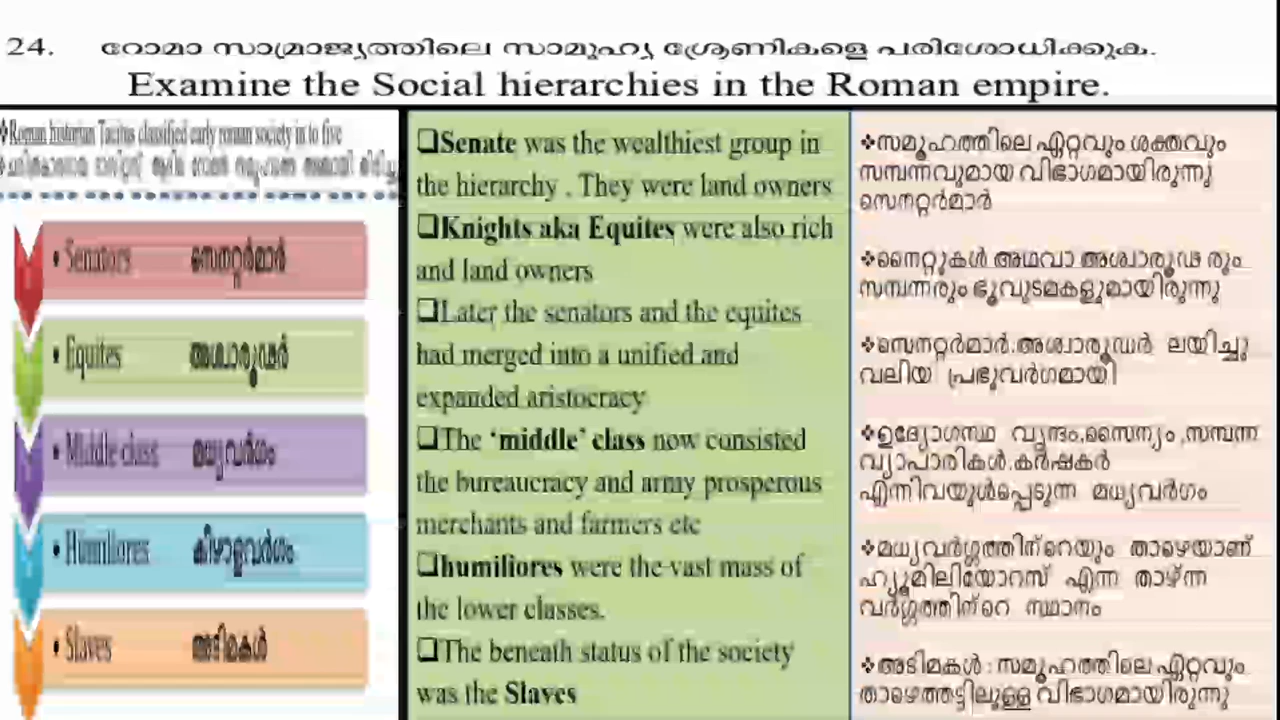 24. റോമാ സാമ്രാജ്യത്തിലെ സാമൂഹ്യ ശ്രേണികളെ പരിശോധിക്കുക.
Examine the Social hierarchies in the Roman empire.
❖Roman historian Tacitus classified early roman society in to five
• Senators സെനറ്റർമാർ
• Equites അശ്വാരൂഢർ
• Middle class മധ്യവർഗം
• Humiliores കീഴാളവർഗം
• Slaves അടിമകൾ
❑Senate was the wealthiest group in
the hierarchy . They were land owners
❑Knights aka Equites were also rich
and land owners
❑Later the senators and the equites
had merged into a unified and
expanded aristocracy
❑The ‘middle’ class now consisted
the bureaucracy and army prosperous
merchants and farmers etc
❑humiliores were the vast mass of
the lower classes.
❑The beneath status of the society
was the Slaves
❖സമൂഹത്തിലെ ഏറ്റവും ശക്തവും
സമ്പന്നവുമായ വിഭാഗമായിരുന്നു
സെനറ്റർമാർ
❖നൈറ്റുകൾ അഥവാ അശ്വാരൂഢ രും
സമ്പന്നരും ഭൂവുടമകളുമായിരുന്നു
❖സെനറ്റർമാർ.അശ്വാരൂഡർ ലയിച്ചു
വലിയ പ്രഭുവർഗമായി
❖ഉദ്യോഗസ്ഥ വൃന്ദം,സൈന്യം ,സമ്പന്ന
വ്യാപാരികൾ.കർഷകർ
എന്നിവയുൾപ്പെടുന്ന മധ്യവർഗം
❖മധ്യവർഗ്ഗത്തിന്റെയും താഴെയാണ്
ഹ്യൂമിലിയോറസ് എന്ന താഴ്ന്ന
വർഗ്ഗത്തിന്റെ സ്ഥാനം
❖അടിമകൾ : സമൂഹത്തിലെ ഏറ്റവും
താഴെത്തട്ടിലുള്ള വിഭാഗമായിരുന്നു